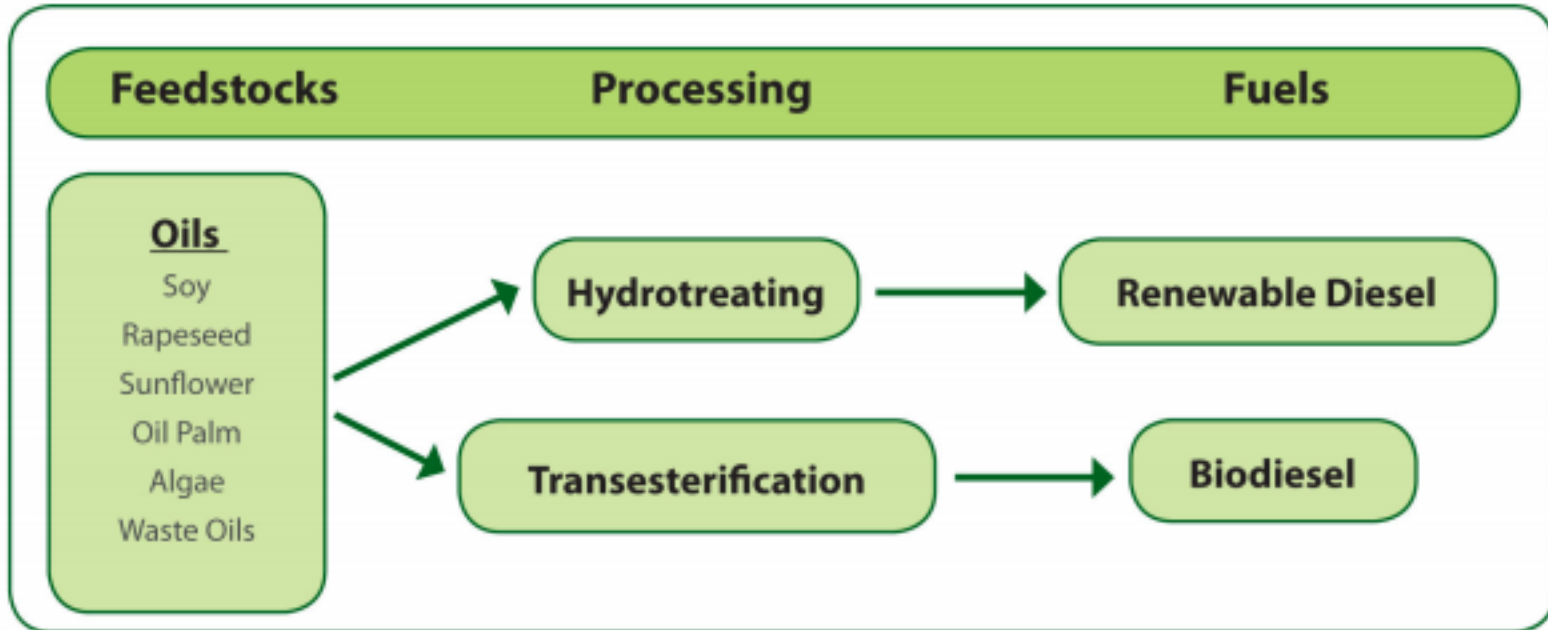 Feedstocks Processing Fuels
Oils
Soy
Rapeseed
Sunflower
Oil Palm
Algae
Waste Oils
Hydrotreating
Renewable Diesel
Transesterification
Biodiesel